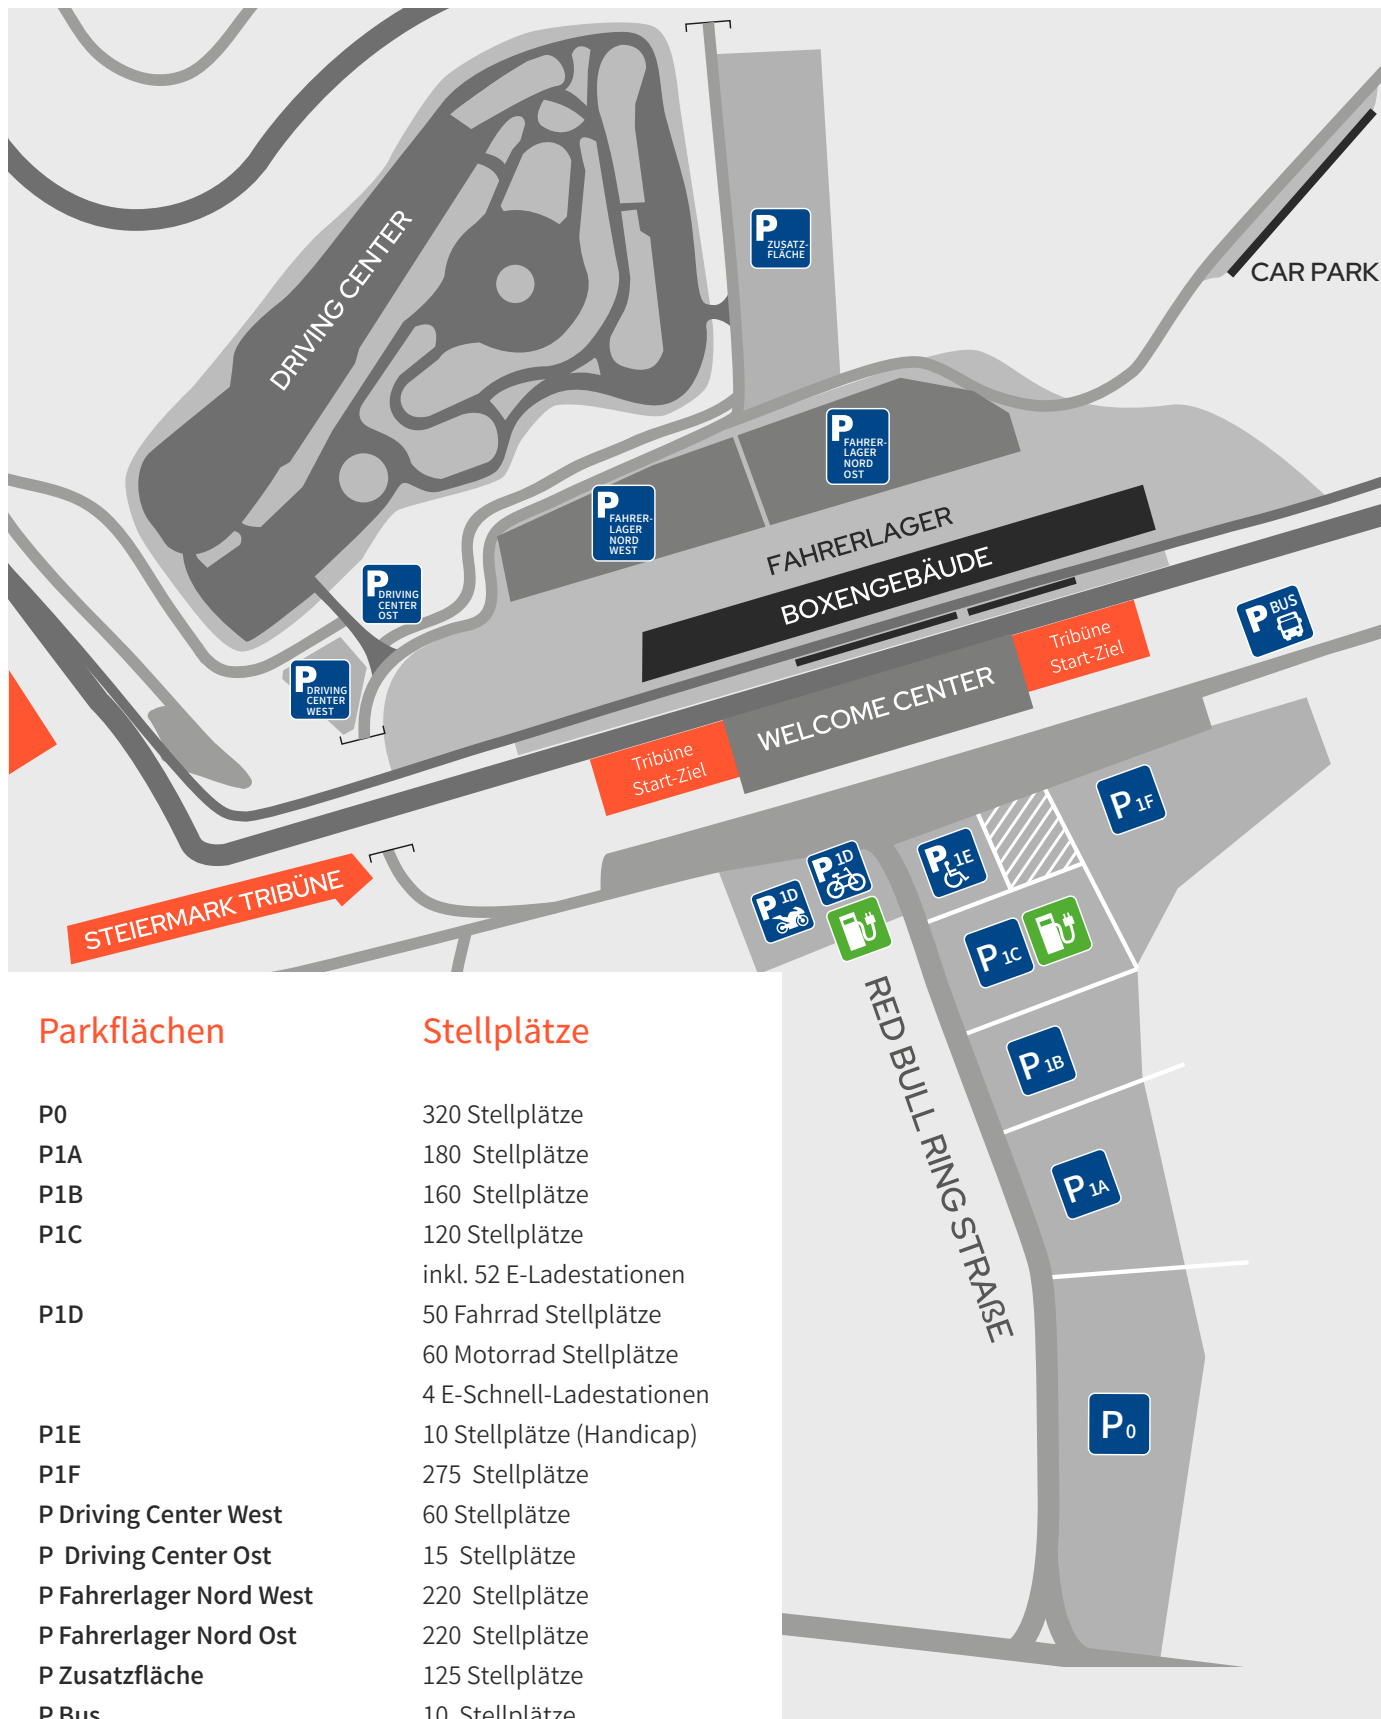 DRIVING CENTER
P
ZUSATZ-
FLÄCHE
CAR PARK
P
FAHRER-
LAGER
NORD
OST
P
FAHRER-
LAGER
NORD
WEST
FAHRERLAGER
BOXENGEBÄUDE
P
DRIVING
CENTER
OST
P
DRIVING
CENTER
WEST
P BUS
Tribüne
Start-Ziel
WELCOME CENTER
Tribüne
Start-Ziel
P 1F
P 1D
P 1E
P 1D
STEIERMARK TRIBÜNE
P 1C
RED BULL RING STRAßE
P 1B
P 1A
P 0
Parkflächen Stellplätze
P0 320 Stellplätze
P1A 180 Stellplätze
P1B 160 Stellplätze
P1C 120 Stellplätze
inkl. 52 E-Ladestationen
P1D 50 Fahrrad Stellplätze
60 Motorrad Stellplätze
4 E-Schnell-Ladestationen
P1E 10 Stellplätze (Handicap)
P1F 275 Stellplätze
P Driving Center West 60 Stellplätze
P Driving Center Ost 15 Stellplätze
P Fahrerlager Nord West 220 Stellplätze
P Fahrerlager Nord Ost 220 Stellplätze
P Zusatzfläche 125 Stellplätze
P Bus 10 Stellplätze